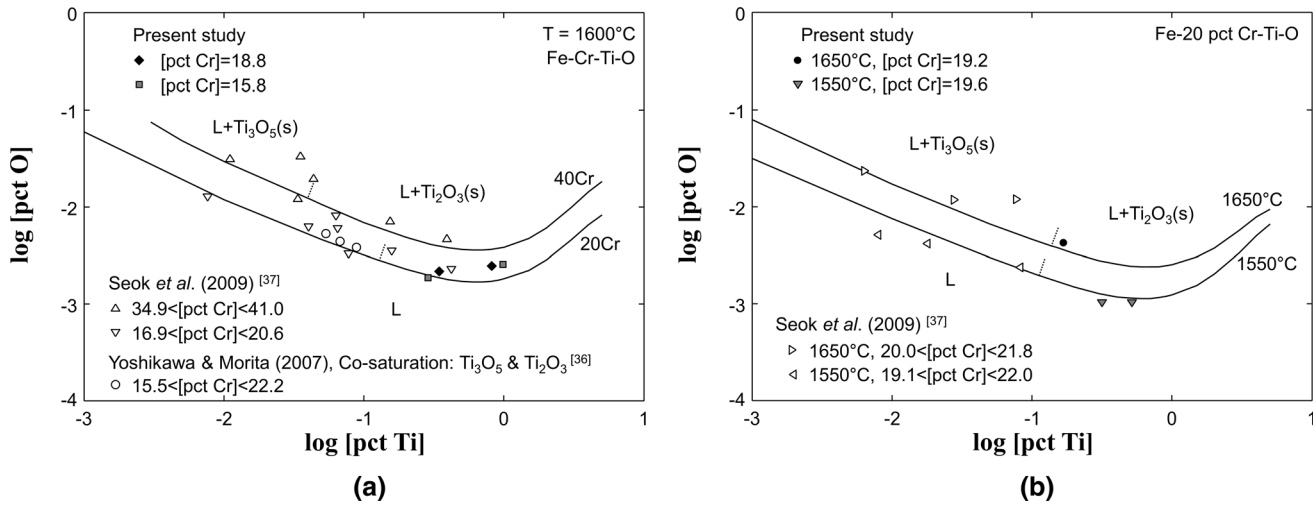 0
-1
-2
-3
-4
-3
-2
-1
0
1
log [pct O]
log [pct Ti]
Present study
[pct Cr]=18.8
[pct Cr]=15.8
T = 1600°C
Fe-Cr-Ti-O
L+Ti3O5(s)
L+Ti2O3(s)
40Cr
20Cr
L
Seok et al. (2009) [37]
34.9<[pct Cr]<41.0
16.9<[pct Cr]<20.6
Yoshikawa & Morita (2007), Co-saturation: Ti3O5 & Ti2O3 [36]
15.5<[pct Cr]<22.2
(a)
0
-1
-2
-3
-4
-3
-2
-1
0
1
log [pct O]
log [pct Ti]
Present study
1650°C, [pct Cr]=19.2
1550°C, [pct Cr]=19.6
Fe-20 pct Cr-Ti-O
L+Ti3O5(s)
L+Ti2O3(s)
1650°C
1550°C
L
Seok et al. (2009) [37]
1650°C, 20.0<[pct Cr]<21.8
1550°C, 19.1<[pct Cr]<22.0
(b)